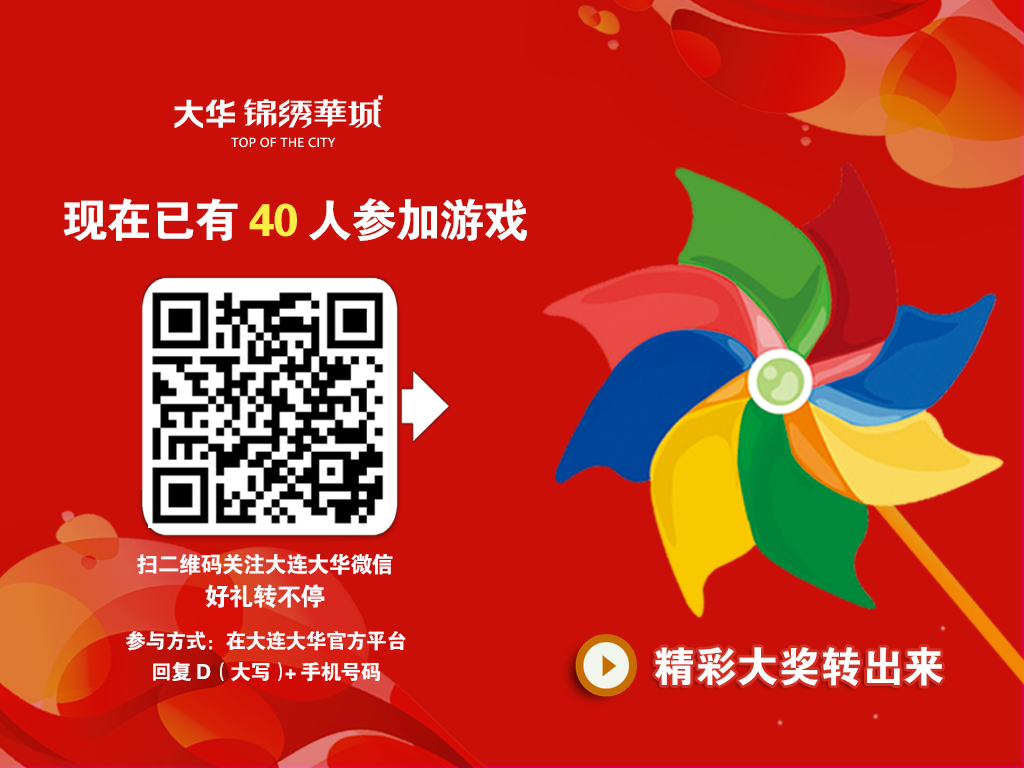 大华 锦绣華城
TOP OF THE CITY
现在已有 40 人参加游戏
扫二维码关注大连大华微信
好礼转不停
参与方式：在大连大华官方平台
回复 D（大写）+ 手机号码
精彩大奖转出来